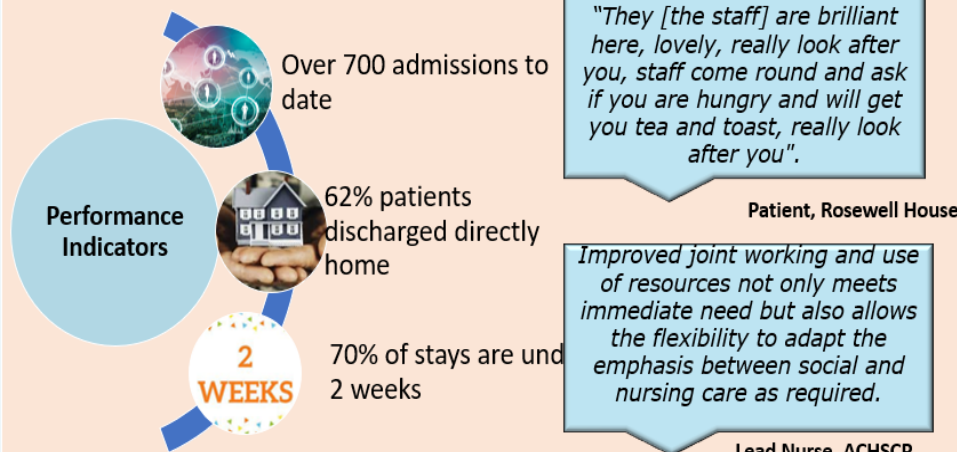 Performance
Indicators
Over 700 admissions to
date
62% patients
discharged directly
home
2
WEEKS
70% of stays are und
2 weeks
“They [the staff] are brilliant
here, lovely, really look after
you, staff come round and ask
if you are hungry and will get
you tea and toast, really look
after you".
Patient, Rosewell House
Improved joint working and use
of resources not only meets
immediate need but also allows
the flexibility to adapt the
emphasis between social and
nursing care as required.
Lead Nurse, ACHSCP